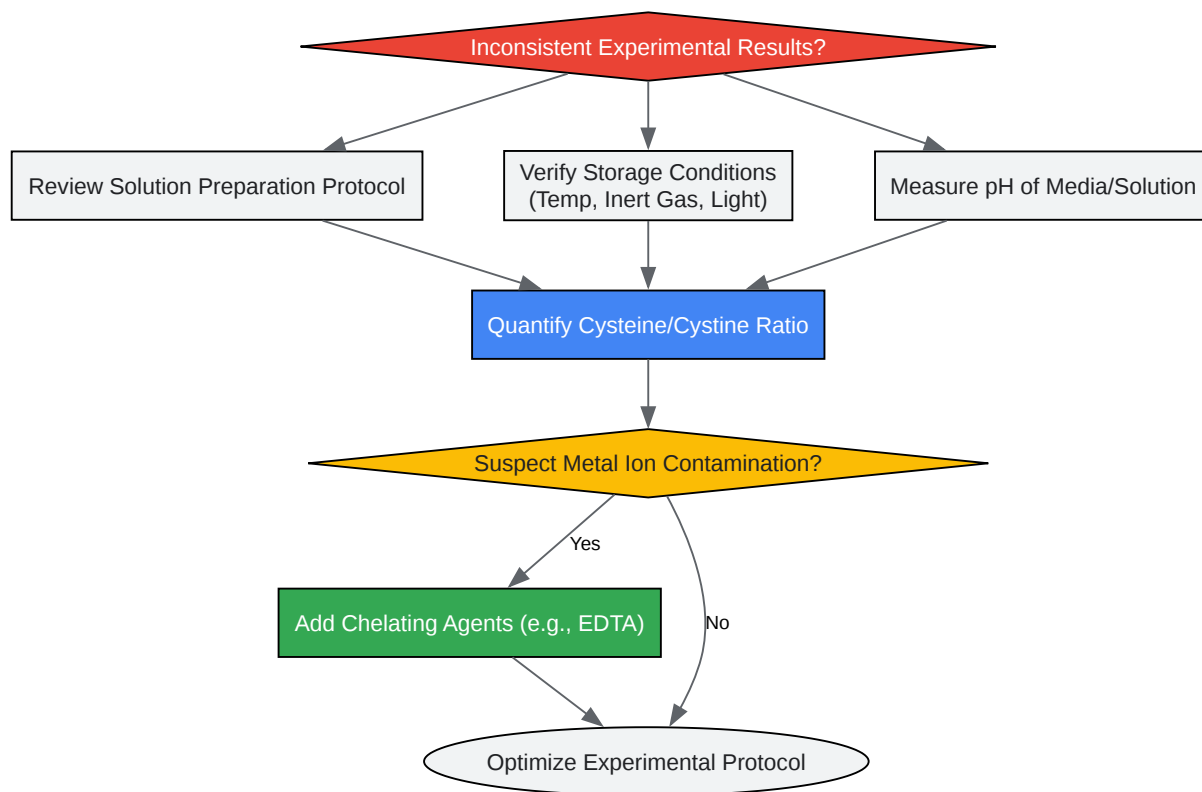 Inconsistent Experimental Results?
Review Solution Preparation Protocol
Verify Storage Conditions
(Temp, Inert Gas, Light)
Measure pH of Media/Solution
Quantify Cysteine/Cystine Ratio
Suspect Metal Ion Contamination?
Yes
Add Chelating Agents (e.g., EDTA)
No
Optimize Experimental Protocol